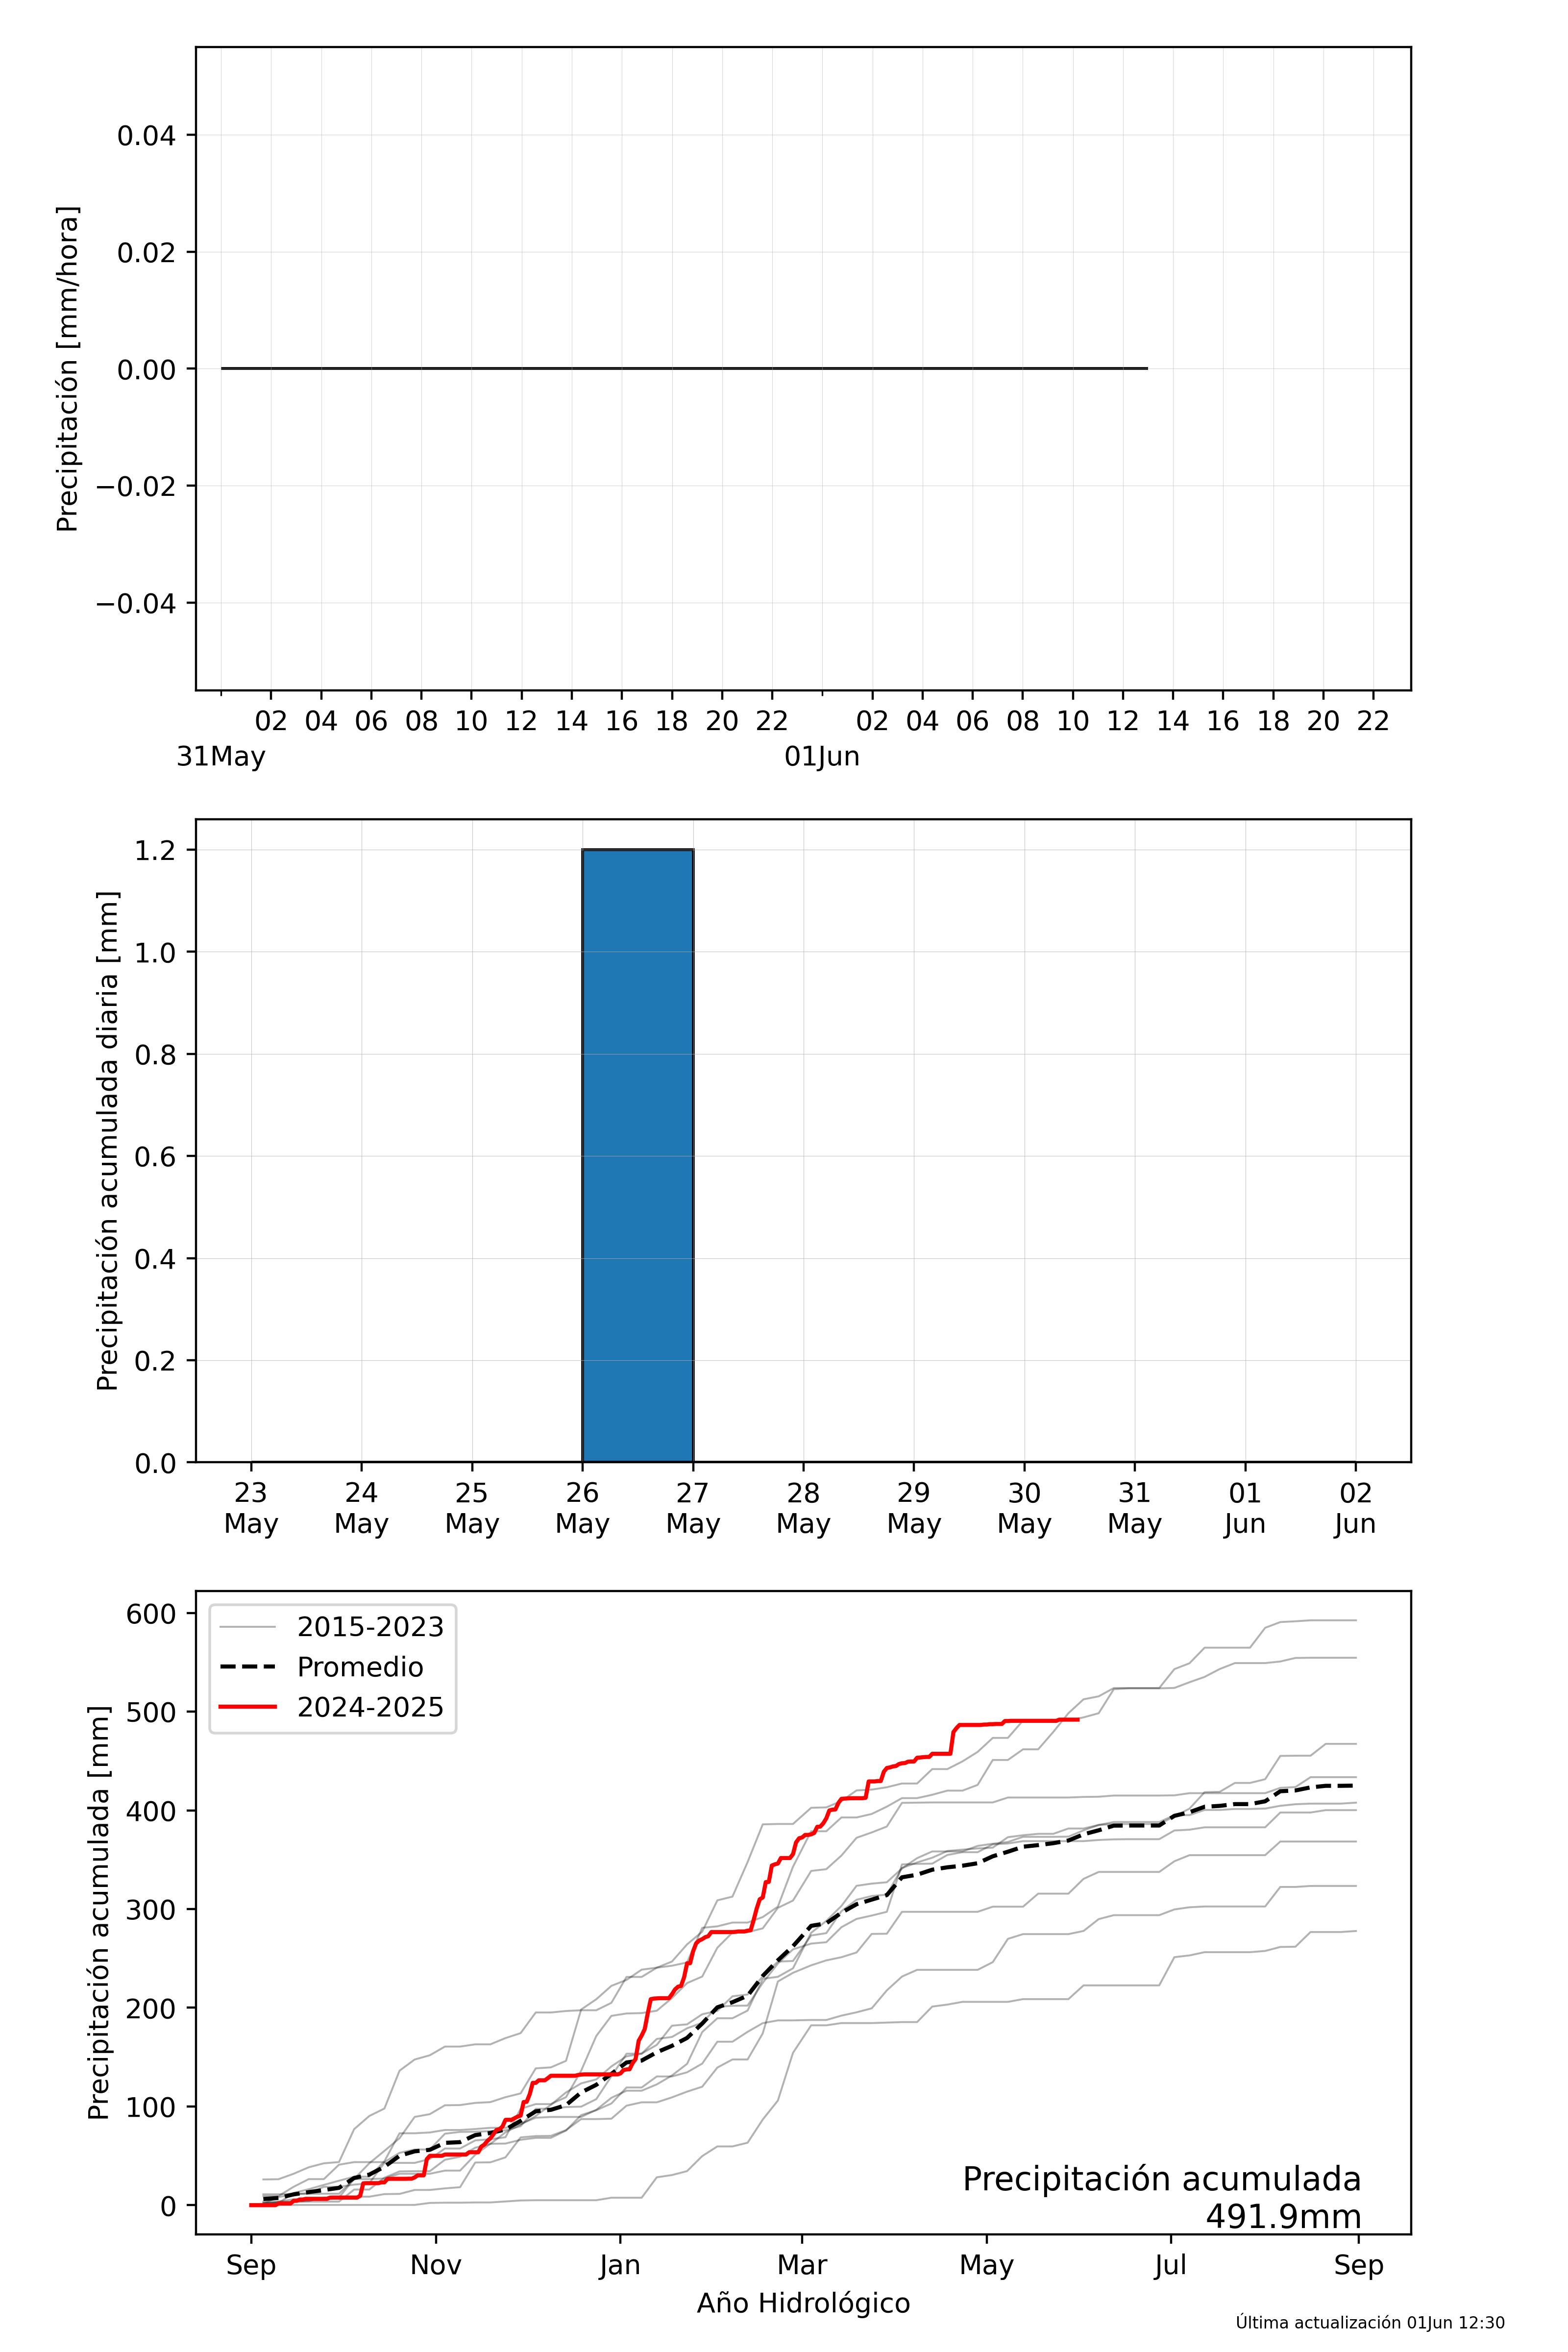 Precipitación [mm/hora]
0.04
0.02
0.00
−0.02
−0.04
02 04 06 08 10 12 14 16 18 20 22 02 04 06 08 10 12 14 16 18 20 22
31May 01Jun
Precipitación acumulada diaria [mm]
1.2
1.0
0.8
0.6
0.4
0.2
0.0
23 24 25 26 27 28 29 30 31 01 02
May May May May May May May May May Jun Jun
Precipitación acumulada [mm]
600
500
400
300
200
100
0
2015-2023
Promedio
2024-2025
Precipitación acumulada
491.9mm
Sep Nov Jan Mar May Jul Sep
Año Hidrológico
Última actualización 01Jun 12:30